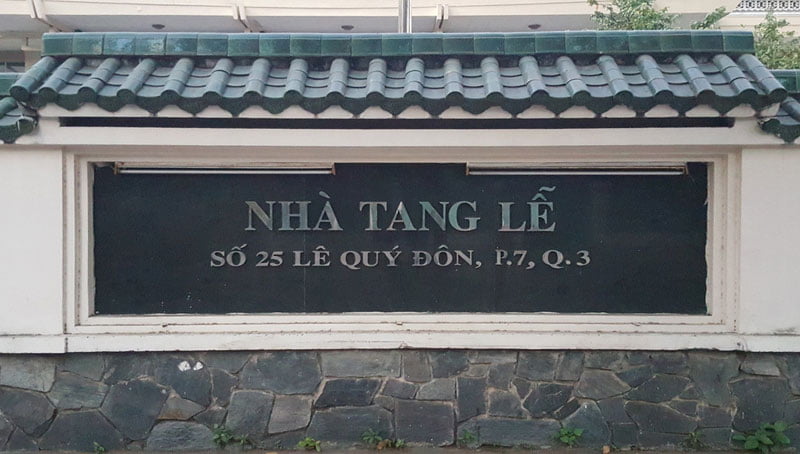 NHÀ TANG LỄ
SỐ 25 LÊ QUÝ ĐÔN, P.7, Q.3